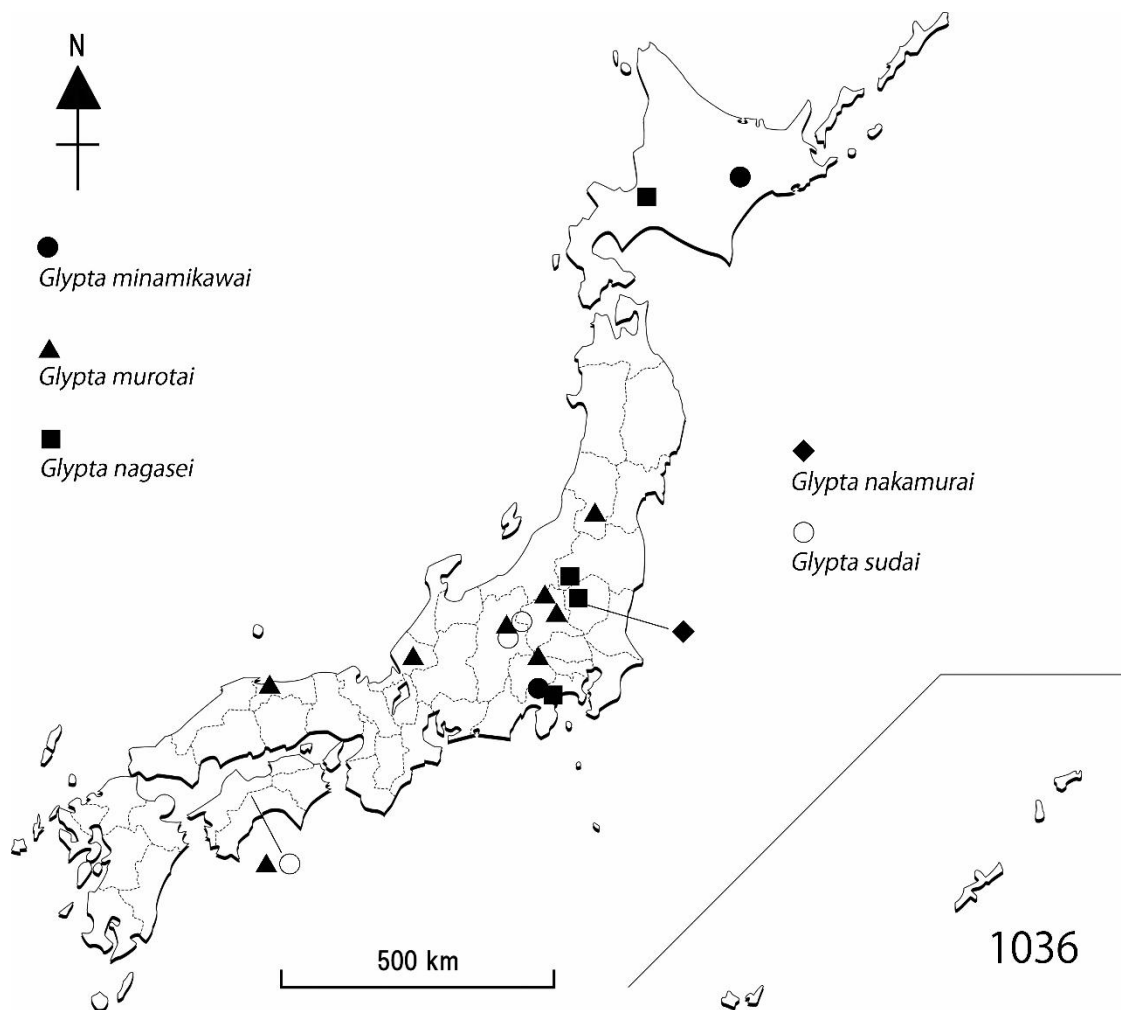 N
Glypta minamikawai
Glypta murotai
Glypta nagasei
Glypta nakamurai
Glypta sudai
500 km
1036